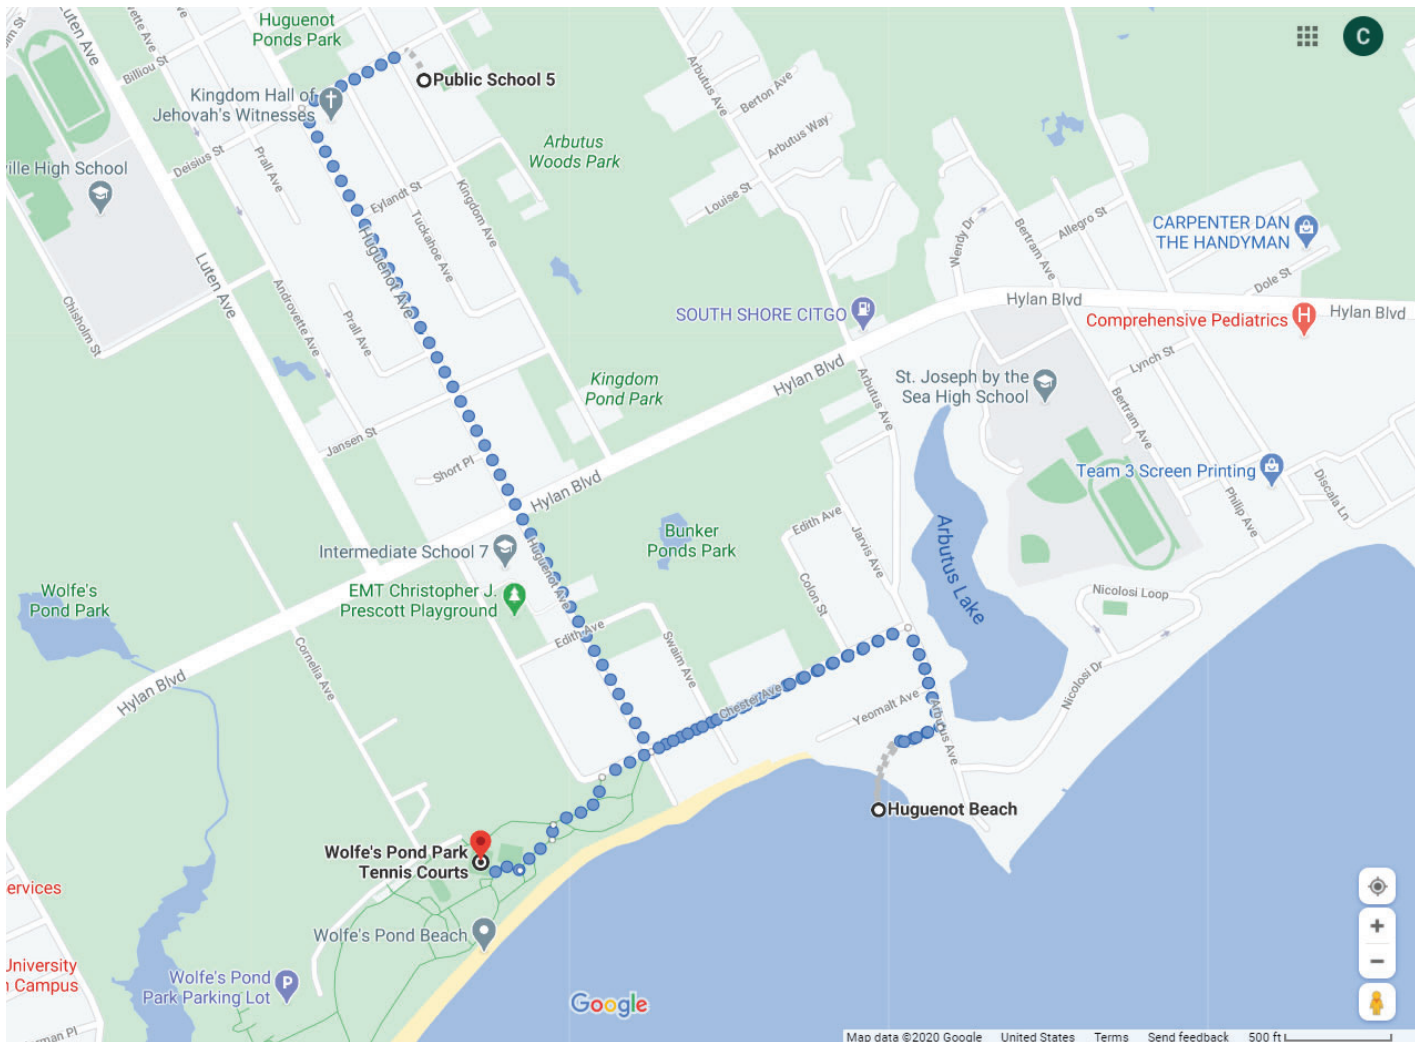 Huguenot
Ponds Park
Luten Ave
Billiou St
C
Public School 5
Kingdom Hall of
Jehovah's Witnesses
Arbutus Ave
Berton Ave
Arbutus Way
Arbutus
Woods Park
Deisius St
ville High School
Prall Ave
Eylandt St
Kingdom Ave
Louise St
Tuckahoe Ave
Huguenot Ave
Wendy Dr
Bertram Ave
Allegro St
CARPENTER DAN
THE HANDYMAN
Luten Ave
Dole St
Androvette Ave
Chisholm St
Prall Ave
SOUTH SHORE CITGO
Hylan Blvd
Hylan Blvd
Comprehensive Pediatrics
H
Lynch St
Hylan Blvd
Kingdom
Pond Park
St. Joseph by the
Sea High School
Arbutus Ave
Bertram Ave
Jansen St
Short Pl
Team 3 Screen Printing
Discala Ln
Philip Ave
Hylan Blvd
Intermediate School 7
Huguenot Ave
Bunker
Ponds Park
Edith Ave
Jarvis Ave
Arbutus Lake
Wolfe's
Pond Park
EMT Christopher J.
Prescott Playground
Colon St
Nicolosi Loop
Edith Ave
Swaim Ave
Cornelia Ave
Hylan Blvd
Nicolosi Dr
Chester Ave
Yeomalt Ave
Arbutus Ave
Huguenot Beach
Wolfe's Pond Park
Tennis Courts
ervices
Wolfe's Pond Beach
University
n Campus
Wolfe's Pond
Park Parking Lot
P
Google
Map data ©2020 Google United States Terms Send feedback 500 ft